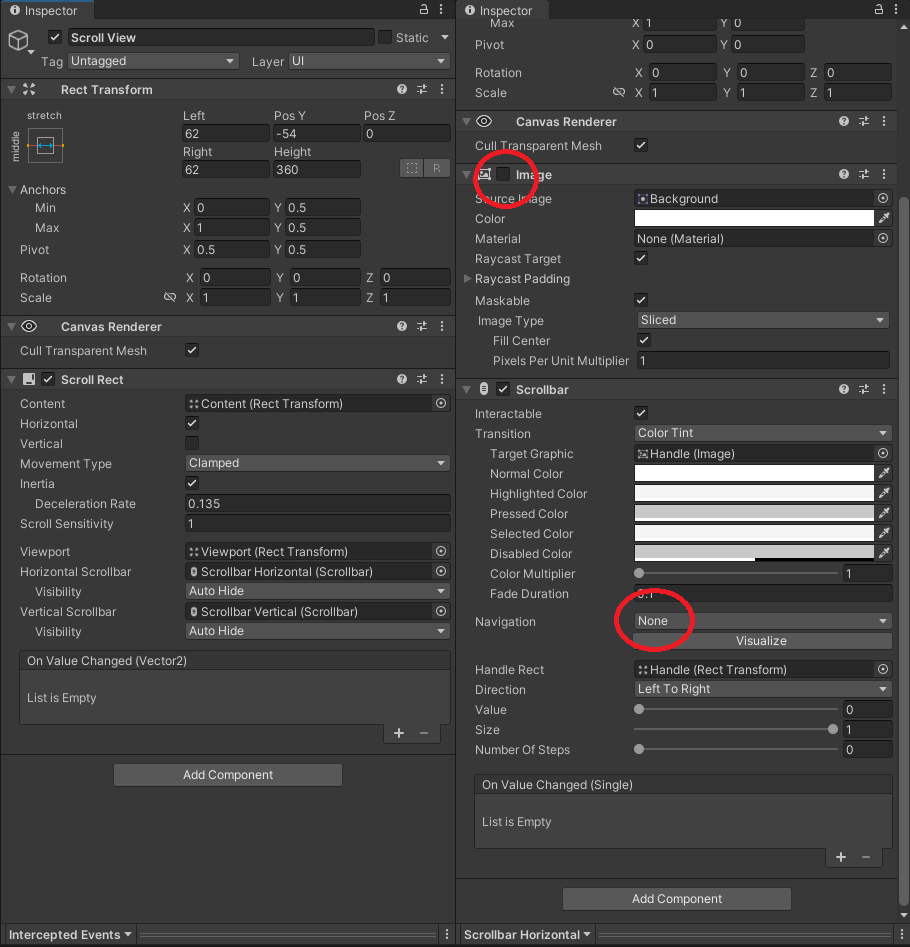 Inspector
Scroll View
Static
Tag Untagged Layer UI
Rect Transform
stretch
middle
Left Pos Y Pos Z
62 -54 0
Right Height
62 360
R
Anchors
Min X 0 Y 0.5
Max X 1 Y 0.5
Pivot X 0.5 Y 0.5
Rotation X 0 Y 0 Z 0
Scale X 1 Y 1 Z 1
Canvas Renderer
Cull Transparent Mesh
Scroll Rect
Content Content (Rect Transform)
Horizontal
Vertical
Movement Type Clamped
Inertia
Deceleration Rate 0.135
Scroll Sensitivity 1
Viewport Viewport (Rect Transform)
Horizontal Scrollbar Scrollbar Horizontal (Scrollbar)
Visibility Auto Hide
Vertical Scrollbar Scrollbar Vertical (Scrollbar)
Visibility Auto Hide
On Value Changed (Vector2)
List is Empty
+ −
Add Component
Intercepted Events
Inspector
Max X 1 Y 0
Pivot X 0 Y 0
Rotation X 0 Y 0 Z 0
Scale X 1 Y 1 Z 1
Canvas Renderer
Cull Transparent Mesh
Image
Source Image Background
Color
Material None (Material)
Raycast Target
Raycast Padding
Maskable
Image Type Sliced
Fill Center
Pixels Per Unit Multiplier 1
Scrollbar
Interactable
Transition Color Tint
Target Graphic Handle (Image)
Normal Color
Highlighted Color
Pressed Color
Selected Color
Disabled Color
Color Multiplier 1
Fade Duration 0.1
Navigation None
Visualize
Handle Rect Handle (Rect Transform)
Direction Left To Right
Value 0
Size 1
Number Of Steps 0
On Value Changed (Single)
List is Empty
+ −
Add Component
Scrollbar Horizontal